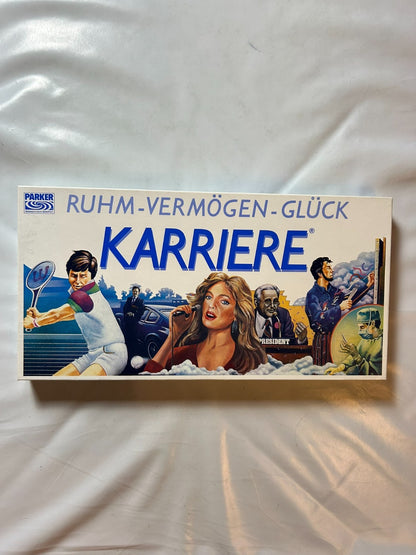 PARKER
RUHM-VERMÖGEN-GLÜCK
KARRIERE®
PRESIDENT